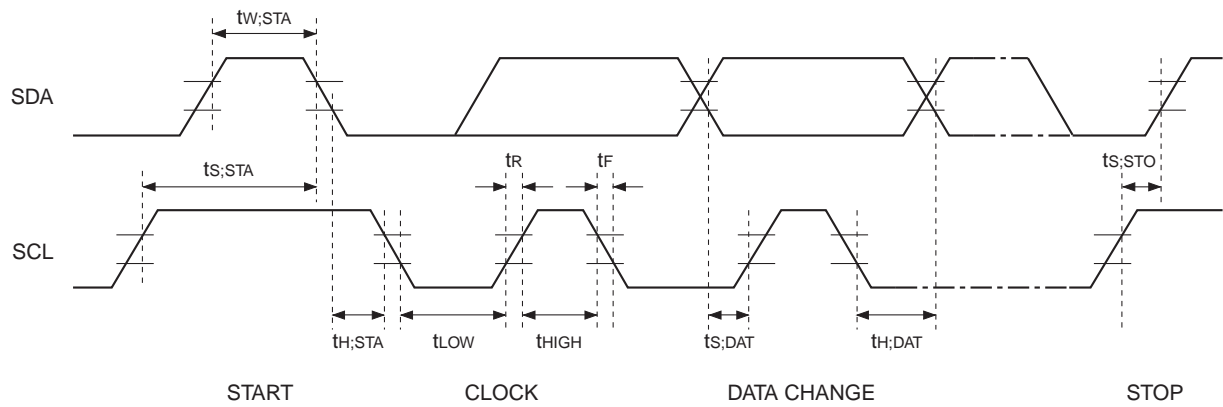 tW;STA
SDA
tS;STA
tR
tF
tS;STO
SCL
tH;STA
tLOW
tHIGH
tS;DAT
tH;DAT
START
CLOCK
DATA CHANGE
STOP